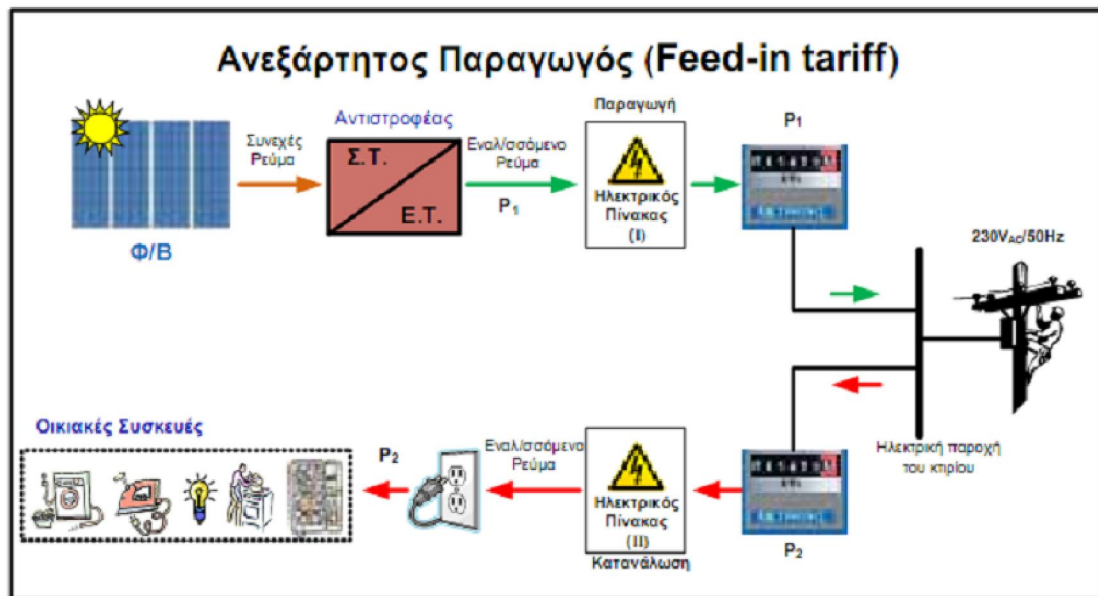 Ανεξάρτητος Παραγωγός (Feed-in tariff)
Συνεχές
Ρεύμα
Φ/Β
Αντιστροφέας
Σ.Τ.
Ε.Τ.
Εναλ/σσόμενο
Ρεύμα
P1
Παραγωγή
Ηλεκτρικός
Πίνακας
(I)
P1
230VAC/50Hz
Ηλεκτρική παροχή
του κτιρίου
P2
Ηλεκτρικός
Πίνακας
(II)
Κατανάλωση
Εναλ/σσόμενο
Ρεύμα
P2
Οικιακές Συσκευές